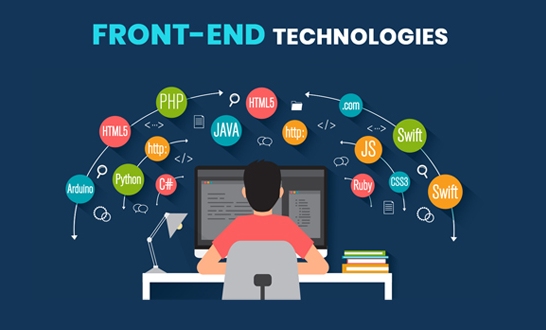 FRONT-END TECHNOLOGIES
PHP
HTML5
.com
HTML5
JAVA
http:
Swift
http:
JS
Arduino
Python
C#
Ruby
CSS3
Swift
<···>
</>
</>
</>
<···>
</>